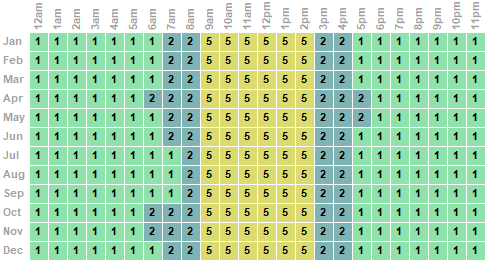 12am 1am 2am 3am 4am 5am 6am 7am 8am 9am 10am 11am 12pm 1pm 2pm 3pm 4pm 5pm 6pm 7pm 8pm 9pm 10pm 11pm
Jan 1 1 1 1 1 1 1 2 2 5 5 5 5 5 5 2 2 1 1 1 1 1 1 1
Feb 1 1 1 1 1 1 1 2 2 5 5 5 5 5 5 2 2 1 1 1 1 1 1 1
Mar 1 1 1 1 1 1 1 2 2 5 5 5 5 5 5 2 2 1 1 1 1 1 1 1
Apr 1 1 1 1 1 1 2 2 2 5 5 5 5 5 5 2 2 2 1 1 1 1 1 1
May 1 1 1 1 1 1 1 2 2 5 5 5 5 5 5 2 2 2 1 1 1 1 1 1
Jun 1 1 1 1 1 1 1 2 2 5 5 5 5 5 5 2 2 1 1 1 1 1 1 1
Jul 1 1 1 1 1 1 1 1 2 5 5 5 5 5 5 2 2 1 1 1 1 1 1 1
Aug 1 1 1 1 1 1 1 1 2 5 5 5 5 5 5 2 2 1 1 1 1 1 1 1
Sep 1 1 1 1 1 1 1 1 2 5 5 5 5 5 5 2 2 1 1 1 1 1 1 1
Oct 1 1 1 1 1 1 2 2 2 5 5 5 5 5 5 2 2 1 1 1 1 1 1 1
Nov 1 1 1 1 1 1 2 2 2 5 5 5 5 5 5 2 2 1 1 1 1 1 1 1
Dec 1 1 1 1 1 1 1 2 2 5 5 5 5 5 5 2 2 1 1 1 1 1 1 1